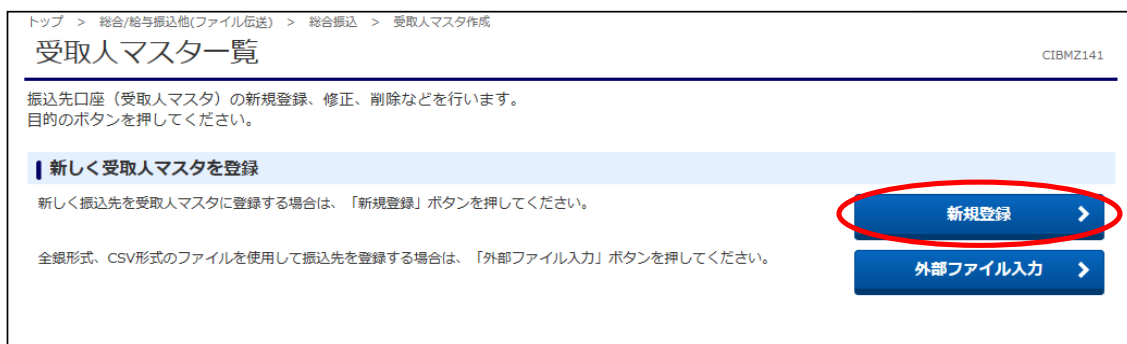 トップ > 総合/給与振込他(ファイル伝送) > 総合振込 > 受取人マスタ作成
受取人マスタ一覧
CIBMZ141
振込先口座（受取人マスタ）の新規登録、修正、削除などを行います。
目的のボタンを押してください。
新しく受取人マスタを登録
新しく振込先を受取人マスタに登録する場合は、「新規登録」ボタンを押してください。
新規登録
全銀形式、CSV形式のファイルを使用して振込先を登録する場合は、「外部ファイル入力」ボタンを押してください。
外部ファイル入力